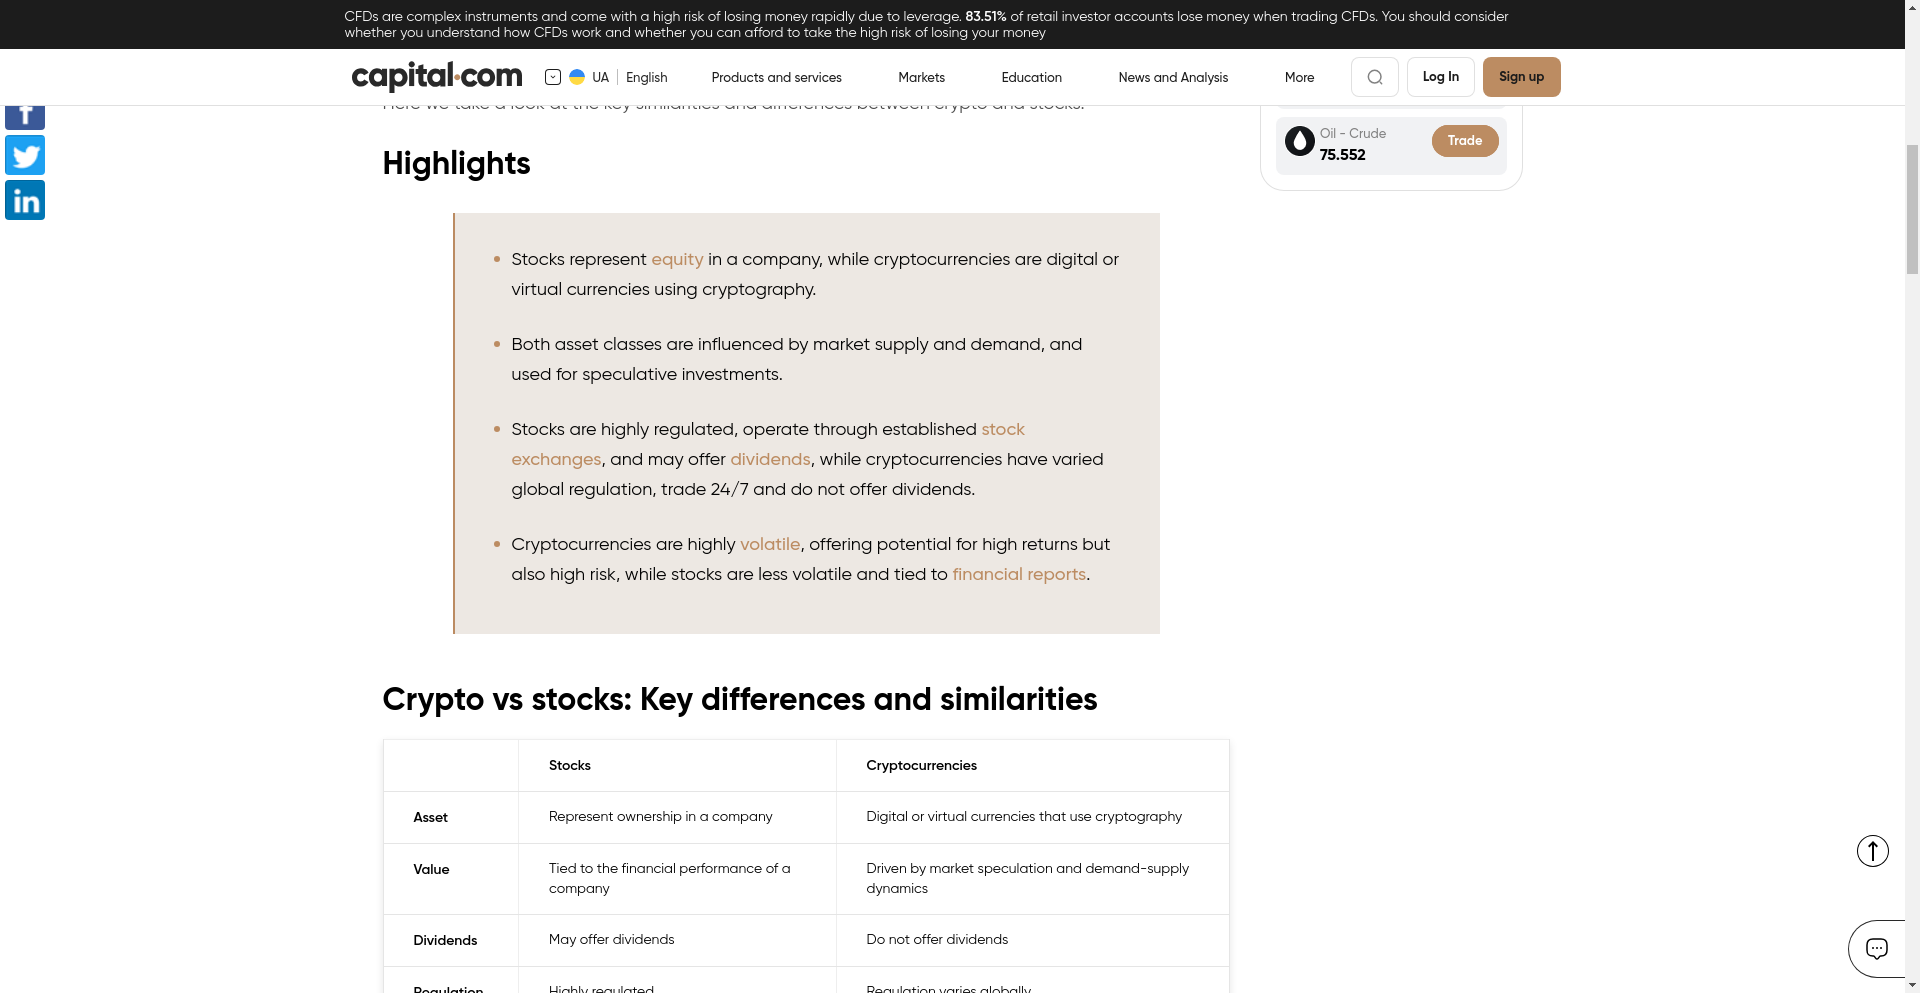 CFDs are complex instruments and come with a high risk of losing money rapidly due to leverage. 83.51% of retail investor accounts lose money when trading CFDs. You should consider
whether you understand how CFDs work and whether you can afford to take the high risk of losing your money
capital.com
UA English
Products and services
Markets
Education
News and Analysis
More
Log In
Sign up
Here we take a look at the key similarities and differences between crypto and stocks.
Oil - Crude
75.552
Trade
Highlights
Stocks represent equity in a company, while cryptocurrencies are digital or
virtual currencies using cryptography.
Both asset classes are influenced by market supply and demand, and
used for speculative investments.
Stocks are highly regulated, operate through established stock
exchanges, and may offer dividends, while cryptocurrencies have varied
global regulation, trade 24/7 and do not offer dividends.
Cryptocurrencies are highly volatile, offering potential for high returns but
also high risk, while stocks are less volatile and tied to financial reports.
Crypto vs stocks: Key differences and similarities
Stocks
Cryptocurrencies
Asset
Represent ownership in a company
Digital or virtual currencies that use cryptography
Value
Tied to the financial performance of a
company
Driven by market speculation and demand-supply
dynamics
Dividends
May offer dividends
Do not offer dividends
Regulation
Highly regulated
Regulation varies globally